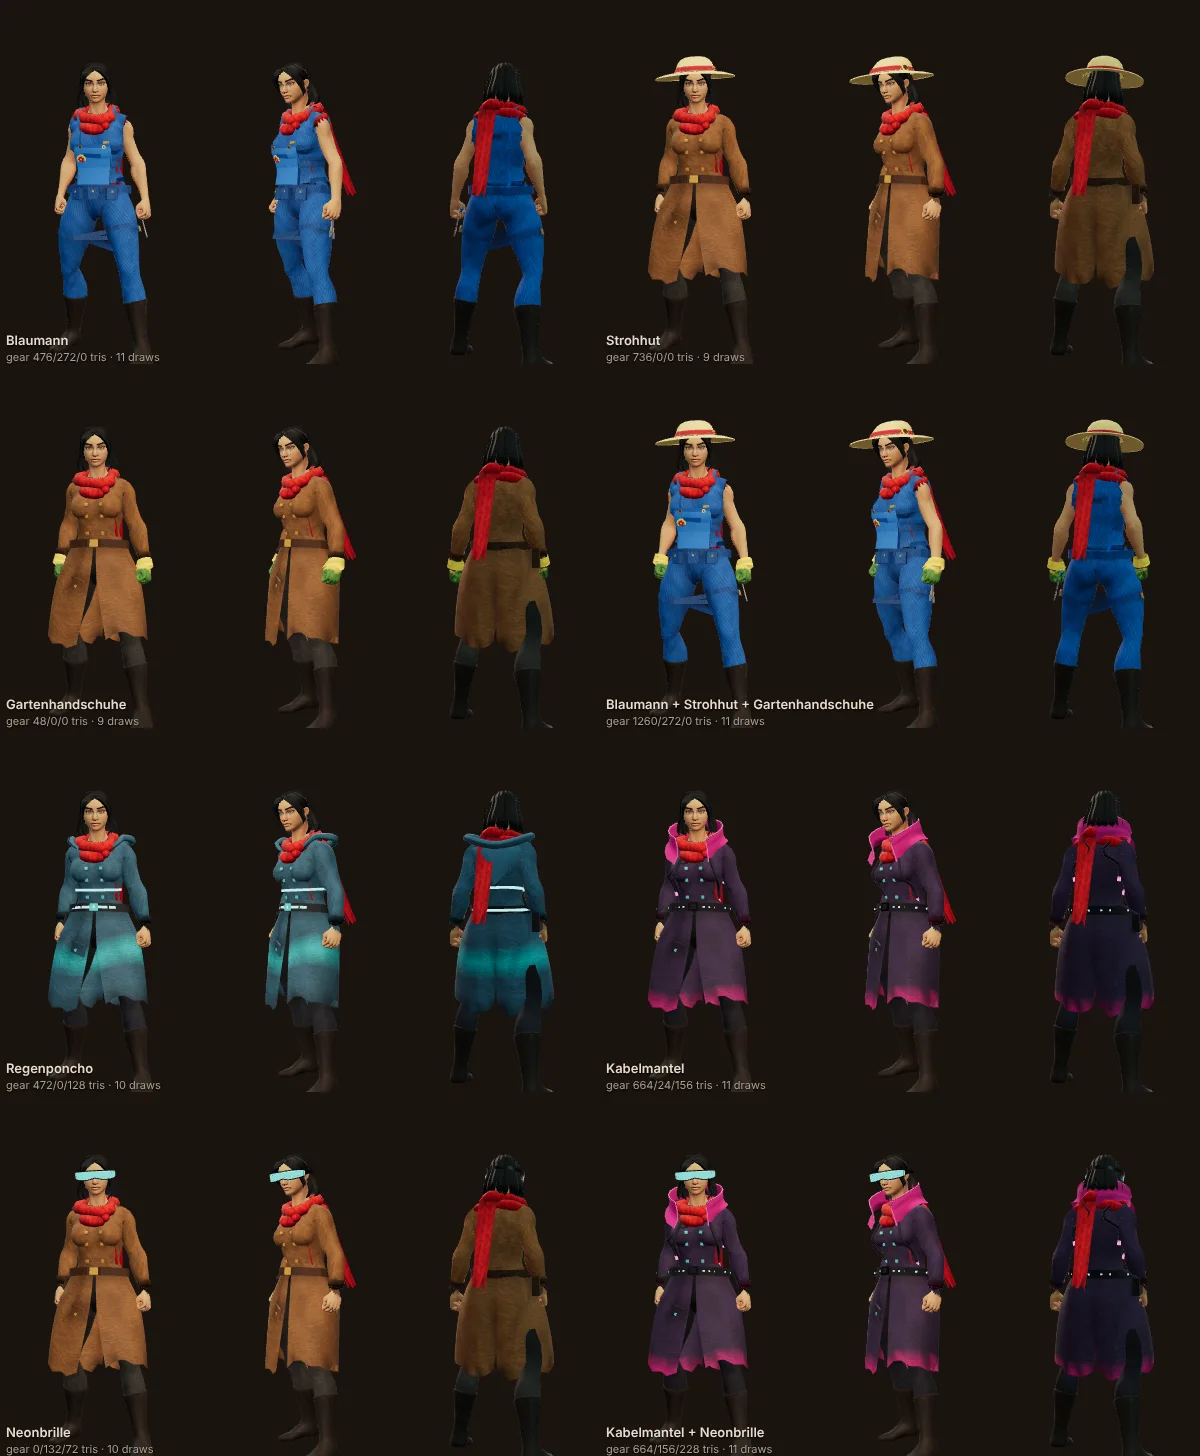 Blaumann
gear 476/272/0 tris · 11 draws
Strohhut
gear 736/0/0 tris · 9 draws
Gartenhandschuhe
gear 48/0/0 tris · 9 draws
Blaumann + Strohhut + Gartenhandschuhe
gear 1260/272/0 tris · 11 draws
Regenponcho
gear 472/0/128 tris · 10 draws
Kabelmantel
gear 664/24/156 tris · 11 draws
Neonbrille
gear 0/132/72 tris · 10 draws
Kabelmantel + Neonbrille
gear 664/156/228 tris · 11 draws